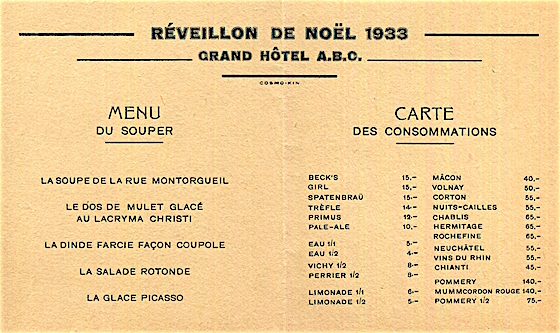 RÉVEILLON DE NOËL 1933
GRAND HÔTEL A.B.C.
COSMO-KIN
MENU
DU SOUPER
LA SOUPE DE LA RUE MONTORGUEIL
LE DOS DE MULET GLACÉ
AU LACRYMA CHRISTI
LA DINDE FARCIE FAÇON COUPOLE
LA SALADE ROTONDE
LA GLACE PICASSO
CARTE
DES CONSOMMATIONS
BECK'S 15.-
GIRL 15.-
SPATENBRAÜ 15.-
TRÈFLE 14.-
PRIMUS 12.-
PALE-ALE 10.-
EAU 1/1 5.-
EAU 1/2 4.-
VICHY 1/2 8.-
PERRIER 1/2 8.-
LIMONADE 1/1 6.-
LIMONADE 1/2 5.-
MÂCON 40.-
VOLNAY 50.-
CORTON 55.-
NUITS-CAILLES 55.-
CHABLIS 65.-
HERMITAGE 65.-
ROCHEFINE 60.-
NEUCHÂTEL 55.-
VINS DU RHIN 55.-
CHIANTI 45.-
POMMERY 140.-
MUMM CORDON ROUGE 140.-
POMMERY 1/2 75.-